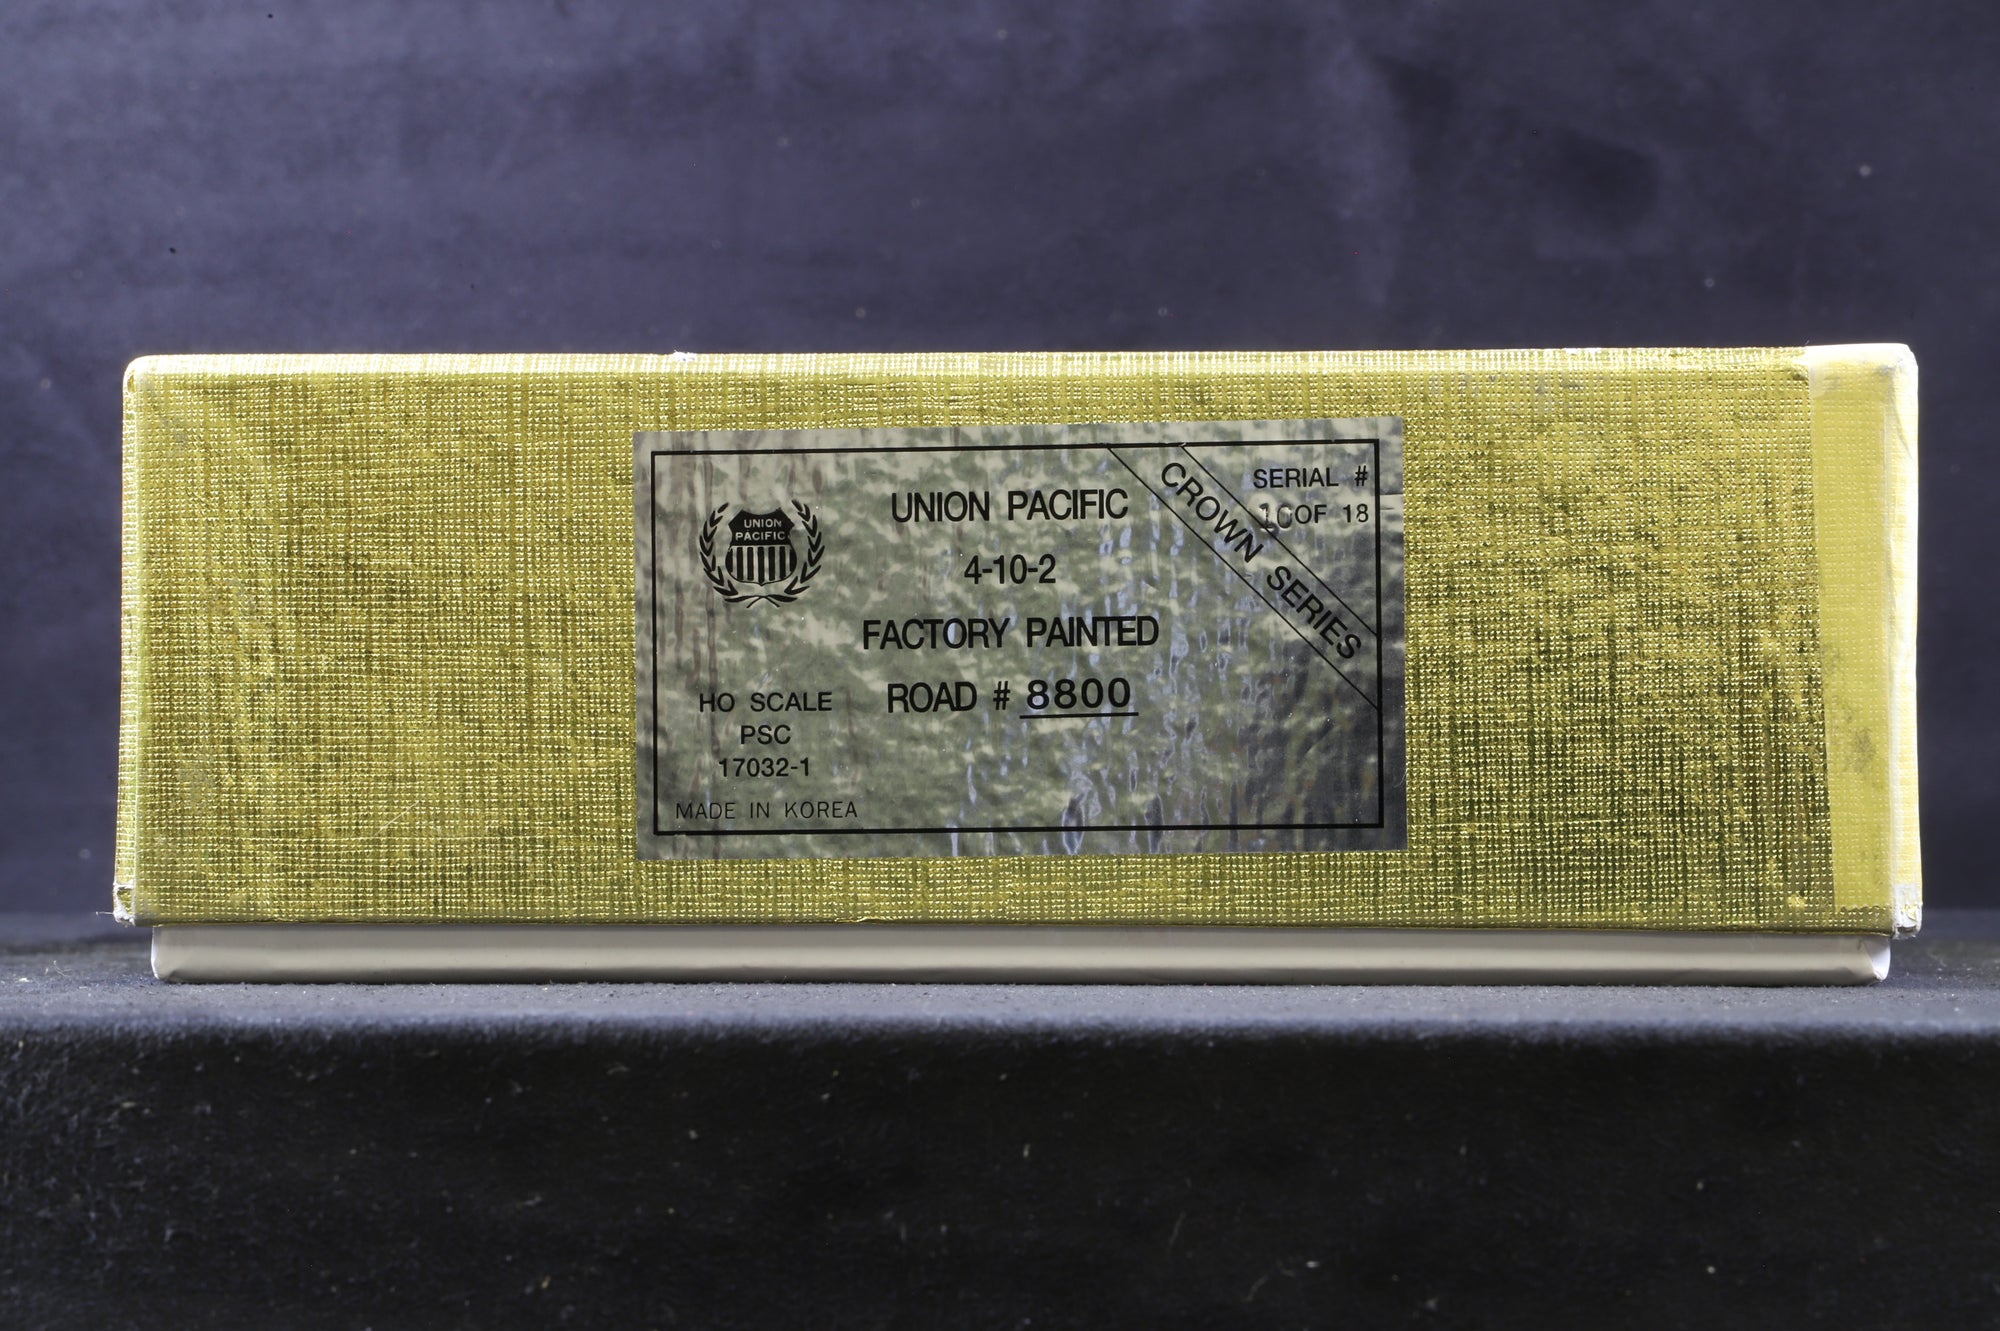 UNION PACIFIC
4-10-2
FACTORY PAINTED
ROAD # 8800
UNION
PACIFIC
HO SCALE
PSC
17032-1
MADE IN KOREA
CROWN SERIES
SERIAL #
10 OF 18